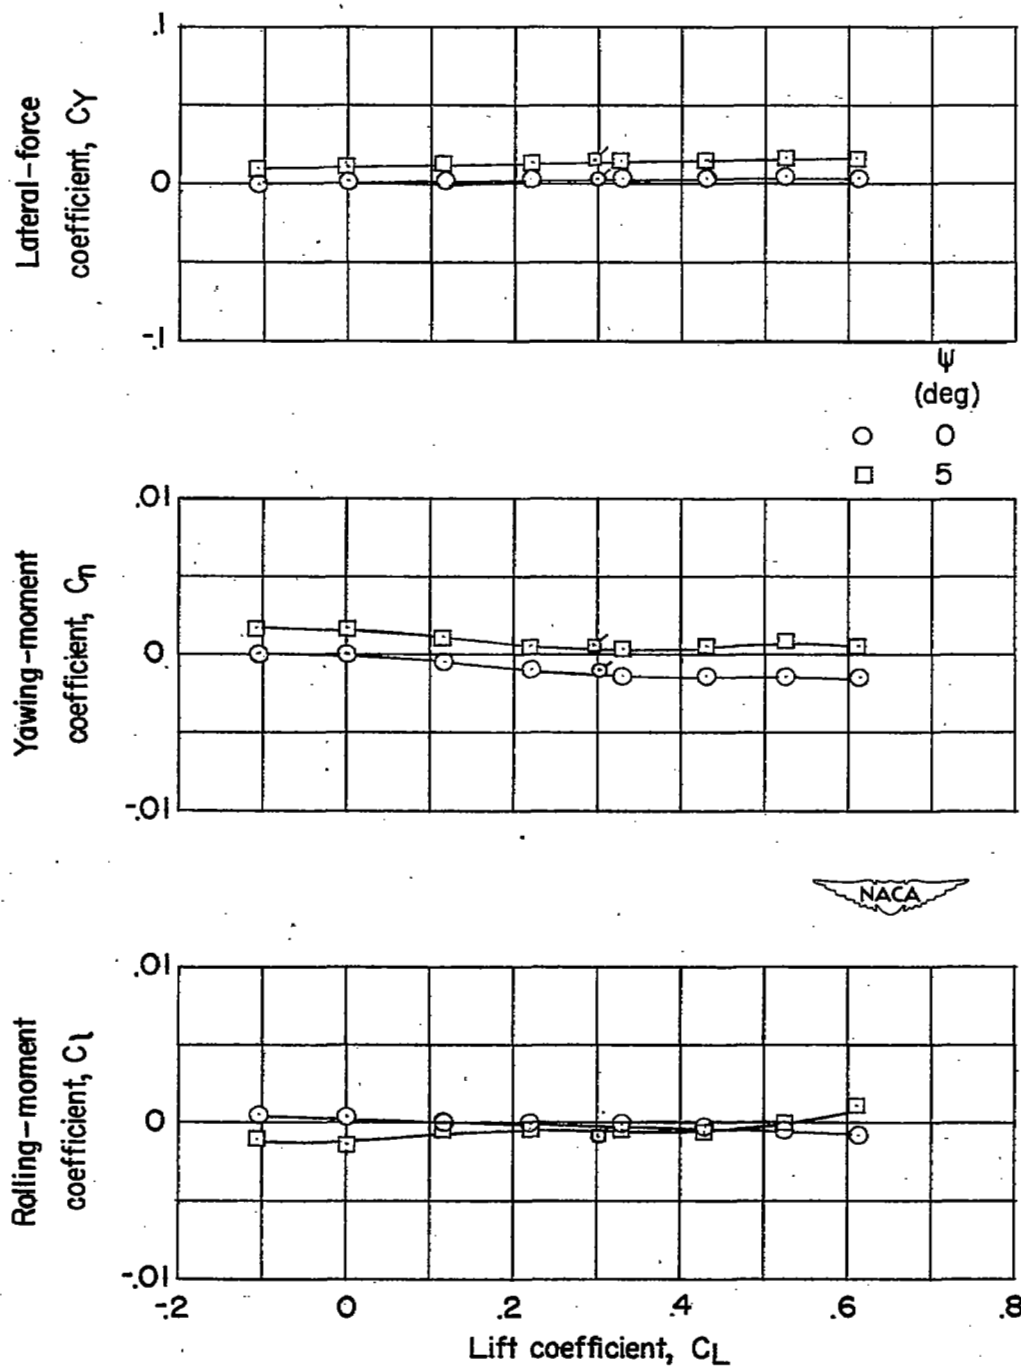 .1
Lateral-force
coefficient, CY
0
-.1
ψ
(deg)
0
5
.01
Yawing-moment
coefficient, Cn
0
-.01
NACA
.01
Rolling-moment
coefficient, Cl
0
-.01
-.2 0 .2 .4 .6 .8
Lift coefficient, CL